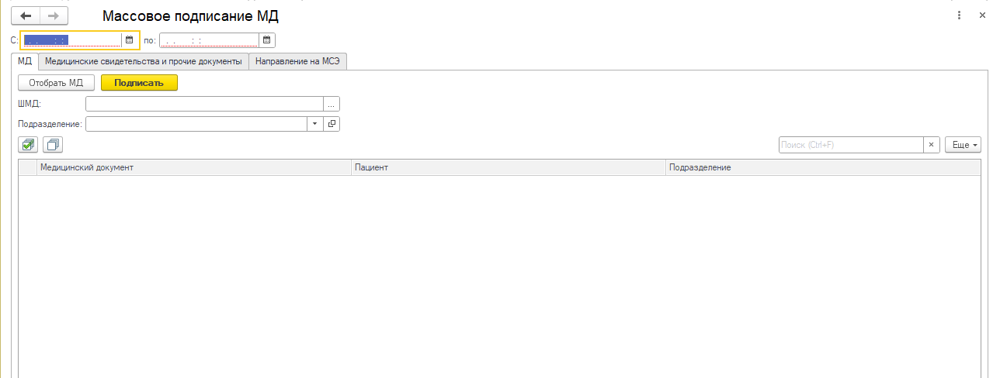 Массовое подписание МД
С: . . : : по: . . : :
МД Медицинские свидетельства и прочие документы Направление на МСЭ
Отобрать МД Подписать
ШМД: ...
Подразделение:
Поиск (Ctrl+F) × Еще
Медицинский документ Пациент Подразделение